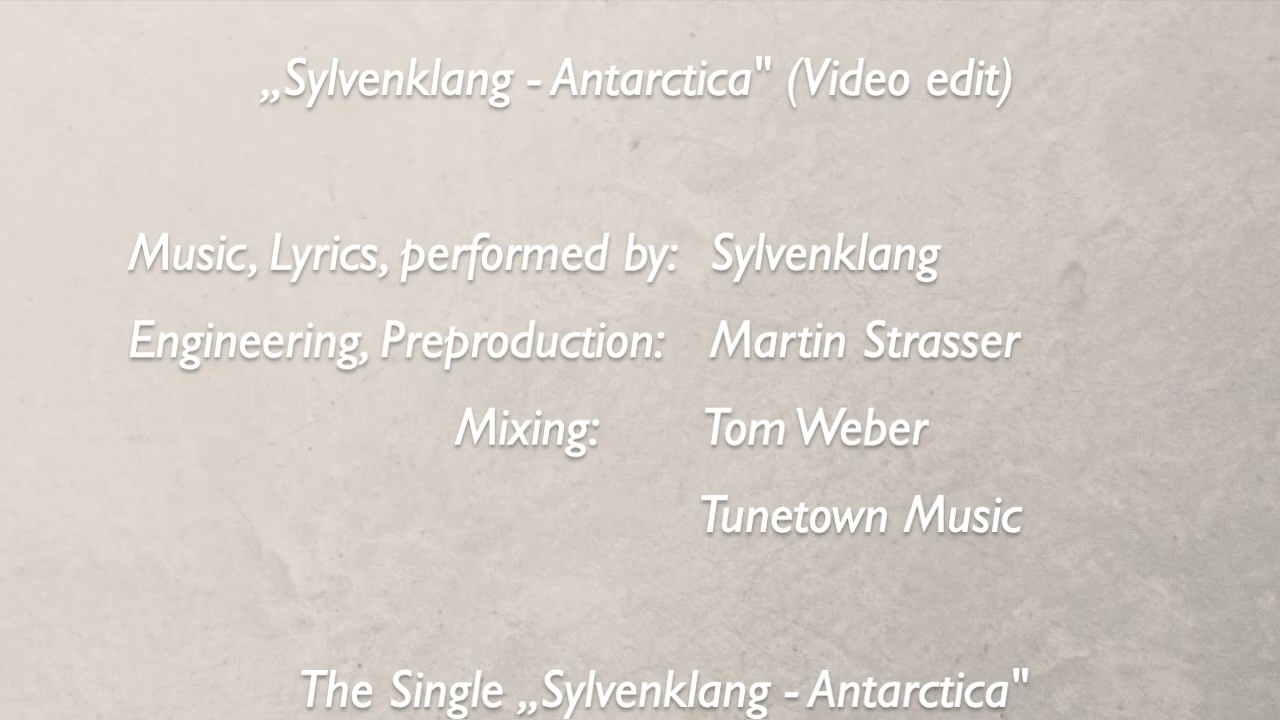 „Sylvenklang - Antarctica" (Video edit)
Music, Lyrics, performed by: Sylvenklang
Engineering, Preproduction: Martin Strasser
Mixing: Tom Weber
Tunetown Music
The Single „Sylvenklang - Antarctica"